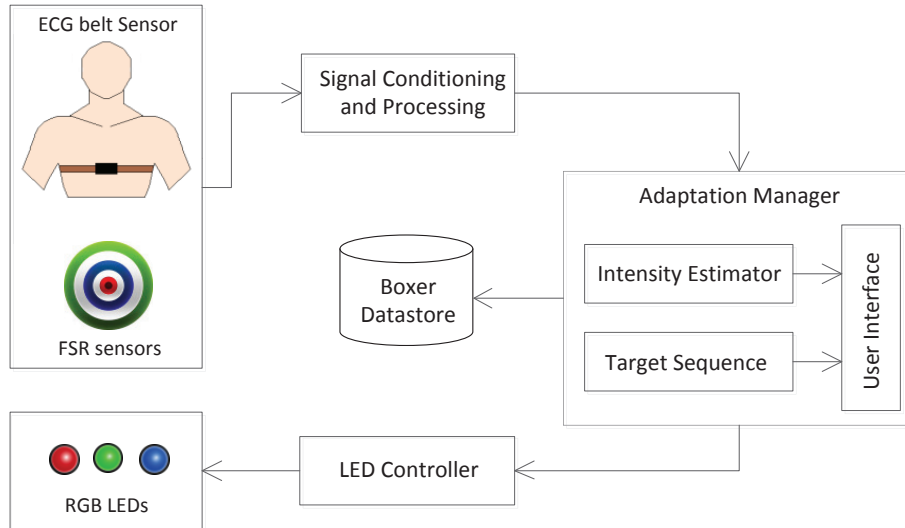 ECG belt Sensor
FSR sensors
Signal Conditioning
and Processing
Adaptation Manager
Intensity Estimator
Target Sequence
User Interface
Boxer
Datastore
LED Controller
RGB LEDs